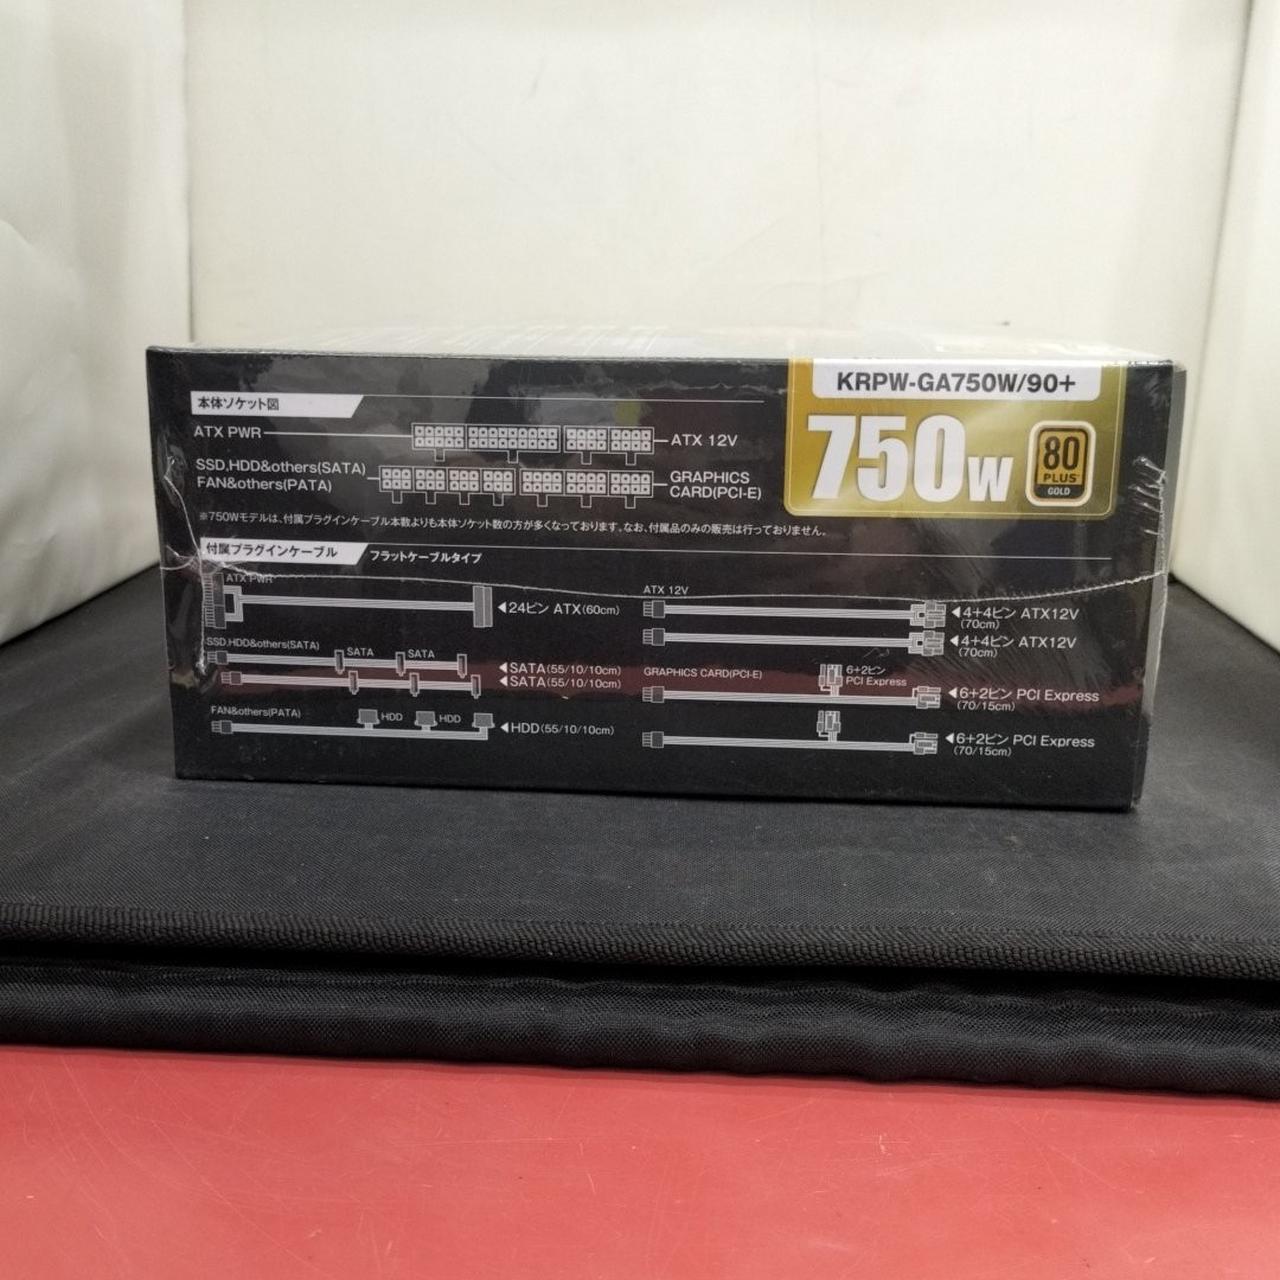 KRPW-GA750W/90+
750W
80
PLUS
GOLD
本体ソケット図
ATX PWR
ATX 12V
SSD,HDD&others(SATA)
FAN&others(PATA)
GRAPHICS
CARD(PCI-E)
※750Wモデルは、付属プラグインケーブル本数よりも本体ソケット数の方が多くなっております。なお、付属品のみの販売は行っておりません。
付属プラグインケーブル フラットケーブルタイプ
ATX PWR
◀24ピン ATX(60cm)
SSD,HDD&others(SATA)
SATA SATA
◀SATA(55/10/10cm)
◀SATA(55/10/10cm)
FAN&others(PATA)
HDD HDD
◀HDD(55/10/10cm)
ATX 12V
◀4+4ピン ATX12V
(70cm)
◀4+4ピン ATX12V
(70cm)
GRAPHICS CARD(PCI-E)
6+2ピン
PCI Express
◀6+2ピン PCI Express
(70/15cm)
◀6+2ピン PCI Express
(70/15cm)